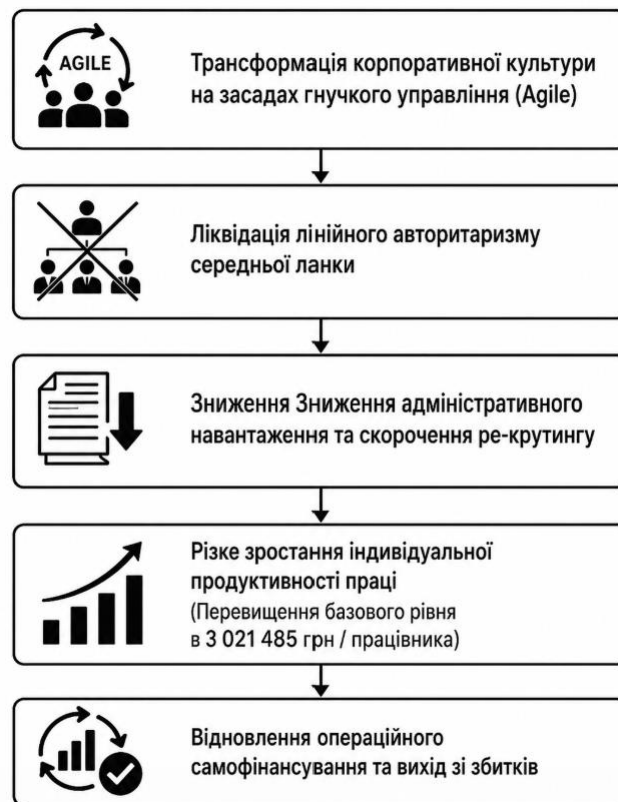 AGILE
Трансформація корпоративної культури
на засадах гнучкого управління (Agile)
Ліквідація лінійного авторитаризму
середньої ланки
Зниження Зниження адміністративного
навантаження та скорочення ре-крутингу
Різке зростання індивідуальної
продуктивності праці
(Перевищення базового рівня
в 3 021 485 грн / працівника)
Відновлення операційного
самофінансування та вихід зі збитків